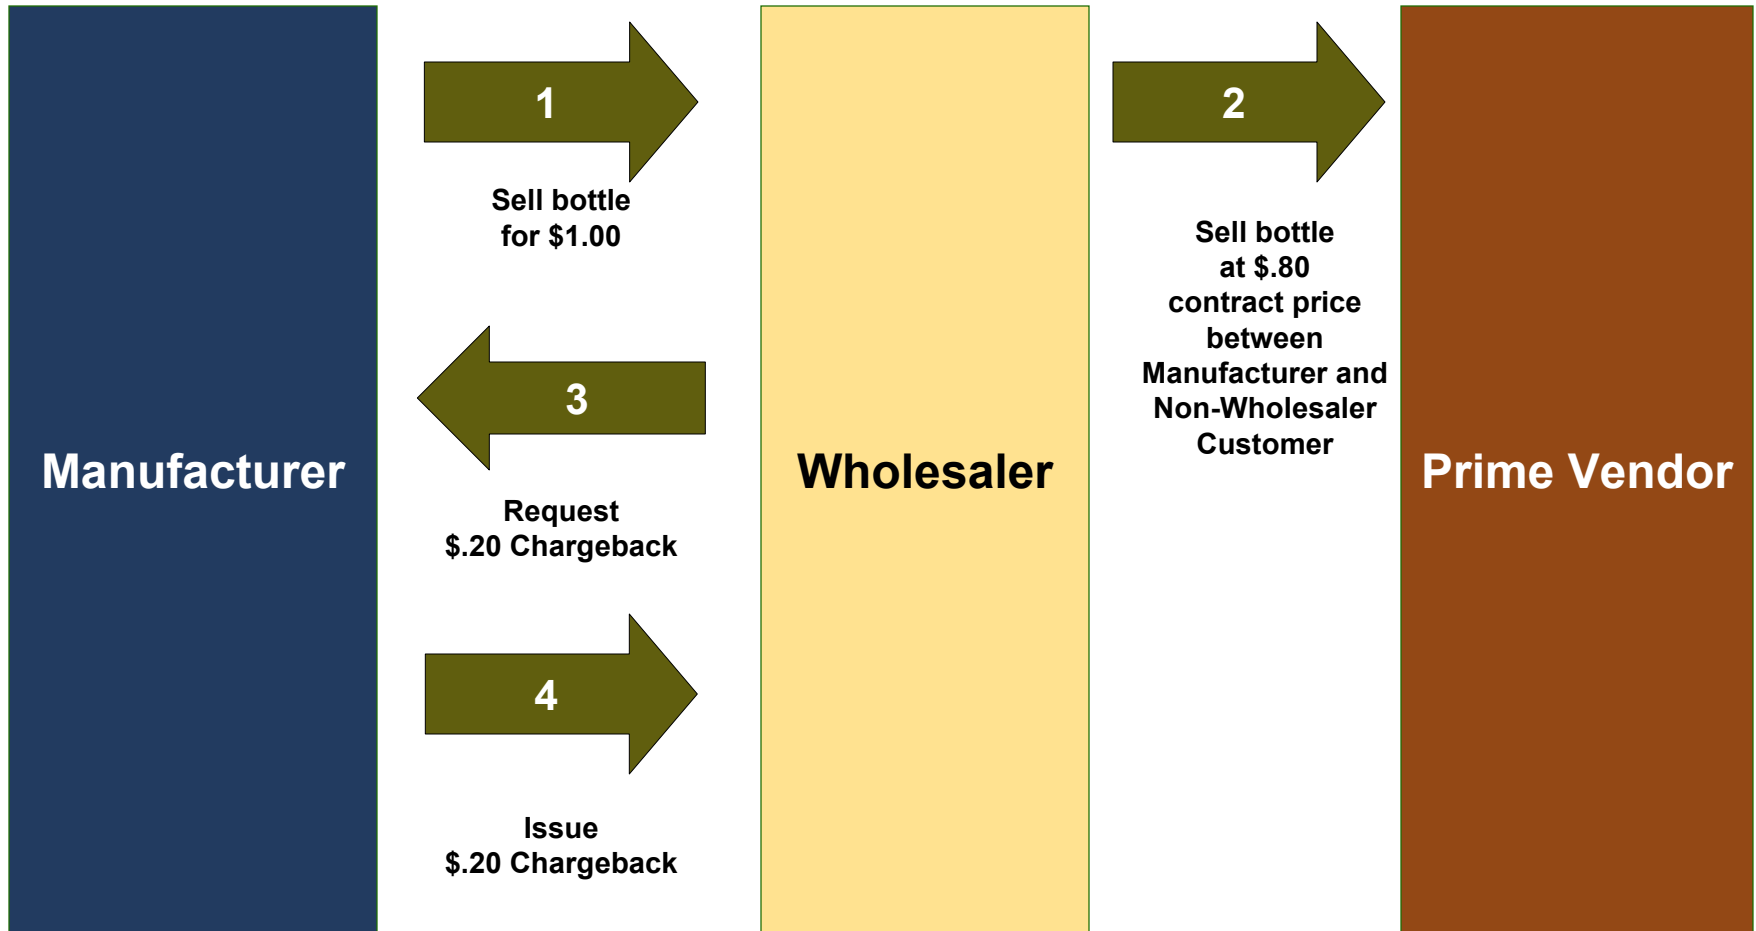 1
Sell bottle
for $1.00
2
Sell bottle
at $.80
contract price
between
Manufacturer and
Non-Wholesaler
Customer
3
Request
$.20 Chargeback
4
Issue
$.20 Chargeback
Manufacturer
Wholesaler
Prime Vendor